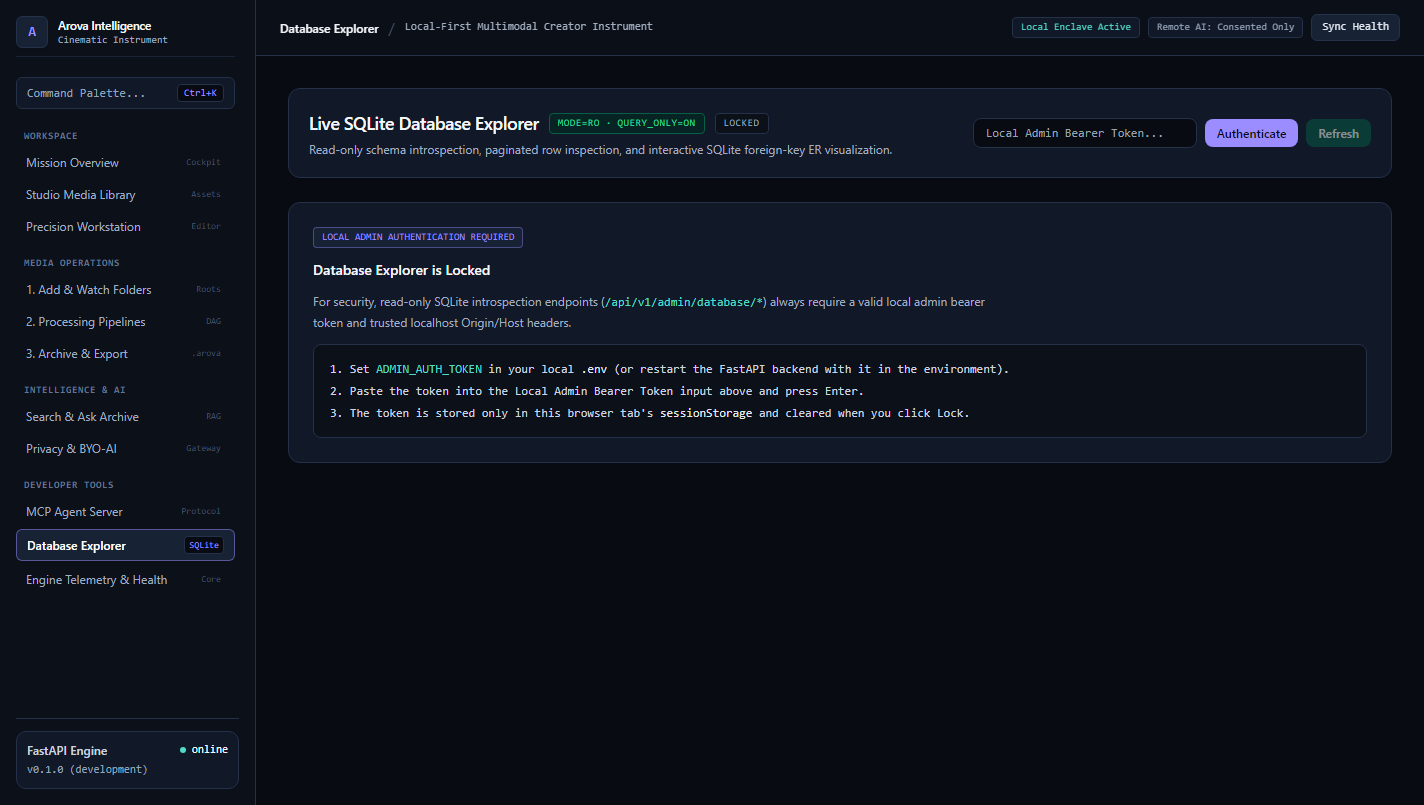 A
Arova Intelligence
Cinematic Instrument
Command Palette... Ctrl+K
WORKSPACE
Mission Overview Cockpit
Studio Media Library Assets
Precision Workstation Editor
MEDIA OPERATIONS
1. Add & Watch Folders Roots
2. Processing Pipelines DAG
3. Archive & Export .arova
INTELLIGENCE & AI
Search & Ask Archive RAG
Privacy & BYO-AI Gateway
DEVELOPER TOOLS
MCP Agent Server Protocol
Database Explorer SQLite
Engine Telemetry & Health Core
FastAPI Engine online
v0.1.0 (development)
Database Explorer / Local-First Multimodal Creator Instrument
Local Enclave Active Remote AI: Consented Only Sync Health
Live SQLite Database Explorer MODE=RO · QUERY_ONLY=ON LOCKED
Read-only schema introspection, paginated row inspection, and interactive SQLite foreign-key ER visualization.
Local Admin Bearer Token... Authenticate Refresh
LOCAL ADMIN AUTHENTICATION REQUIRED
Database Explorer is Locked
For security, read-only SQLite introspection endpoints (/api/v1/admin/database/*) always require a valid local admin bearer
token and trusted localhost Origin/Host headers.
1. Set ADMIN_AUTH_TOKEN in your local .env (or restart the FastAPI backend with it in the environment).
2. Paste the token into the Local Admin Bearer Token input above and press Enter.
3. The token is stored only in this browser tab's sessionStorage and cleared when you click Lock.